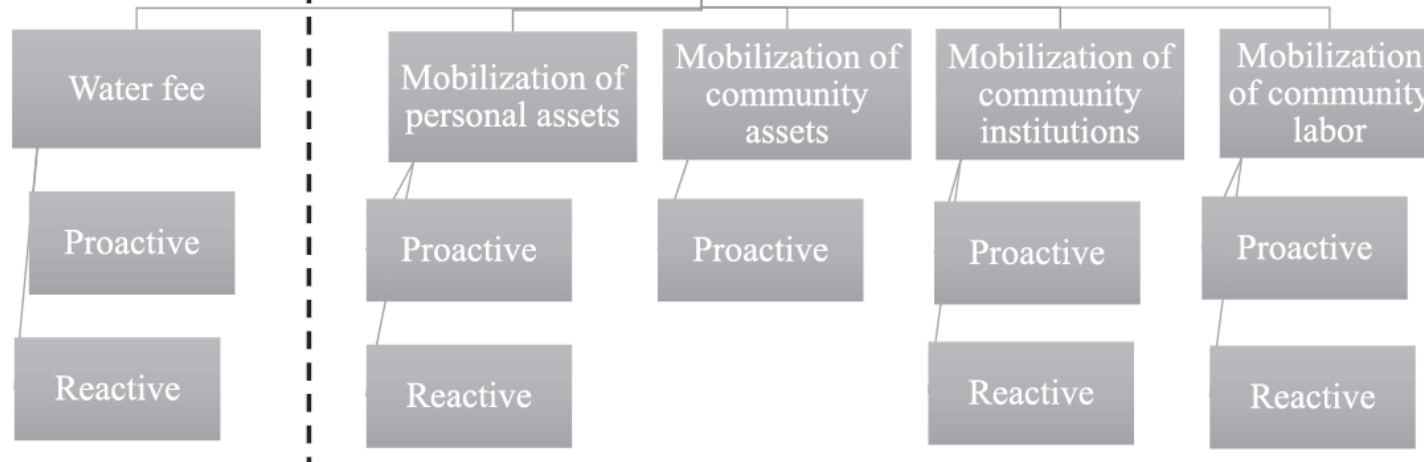 Water fee
Mobilization of
personal assets
Mobilization of
community
assets
Mobilization of
community
institutions
Mobilization
of community
labor
Proactive
Proactive
Proactive
Proactive
Proactive
Reactive
Reactive
Reactive
Reactive